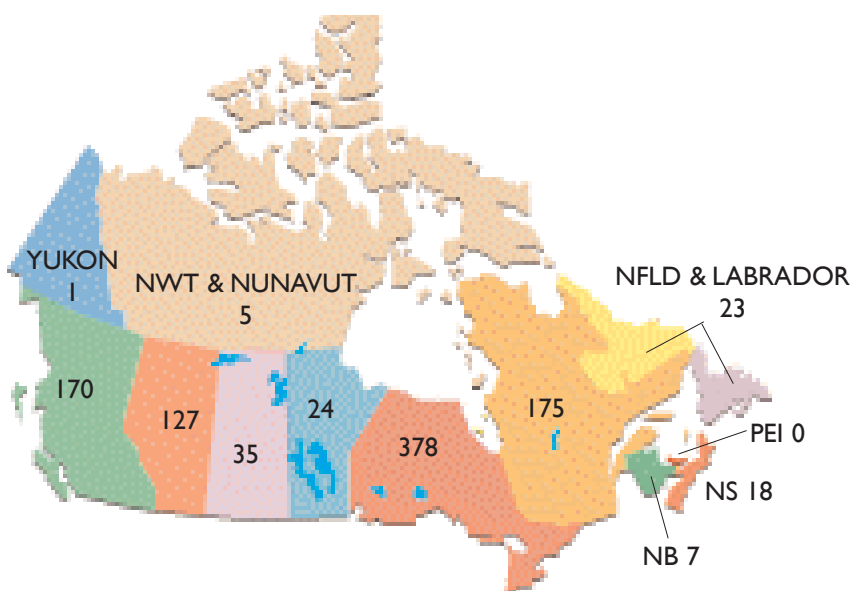 YUKON
1
NWT & NUNAVUT
5
NFLD & LABRADOR
23
170
127
35
24
378
175
PEI 0
NS 18
NB 7